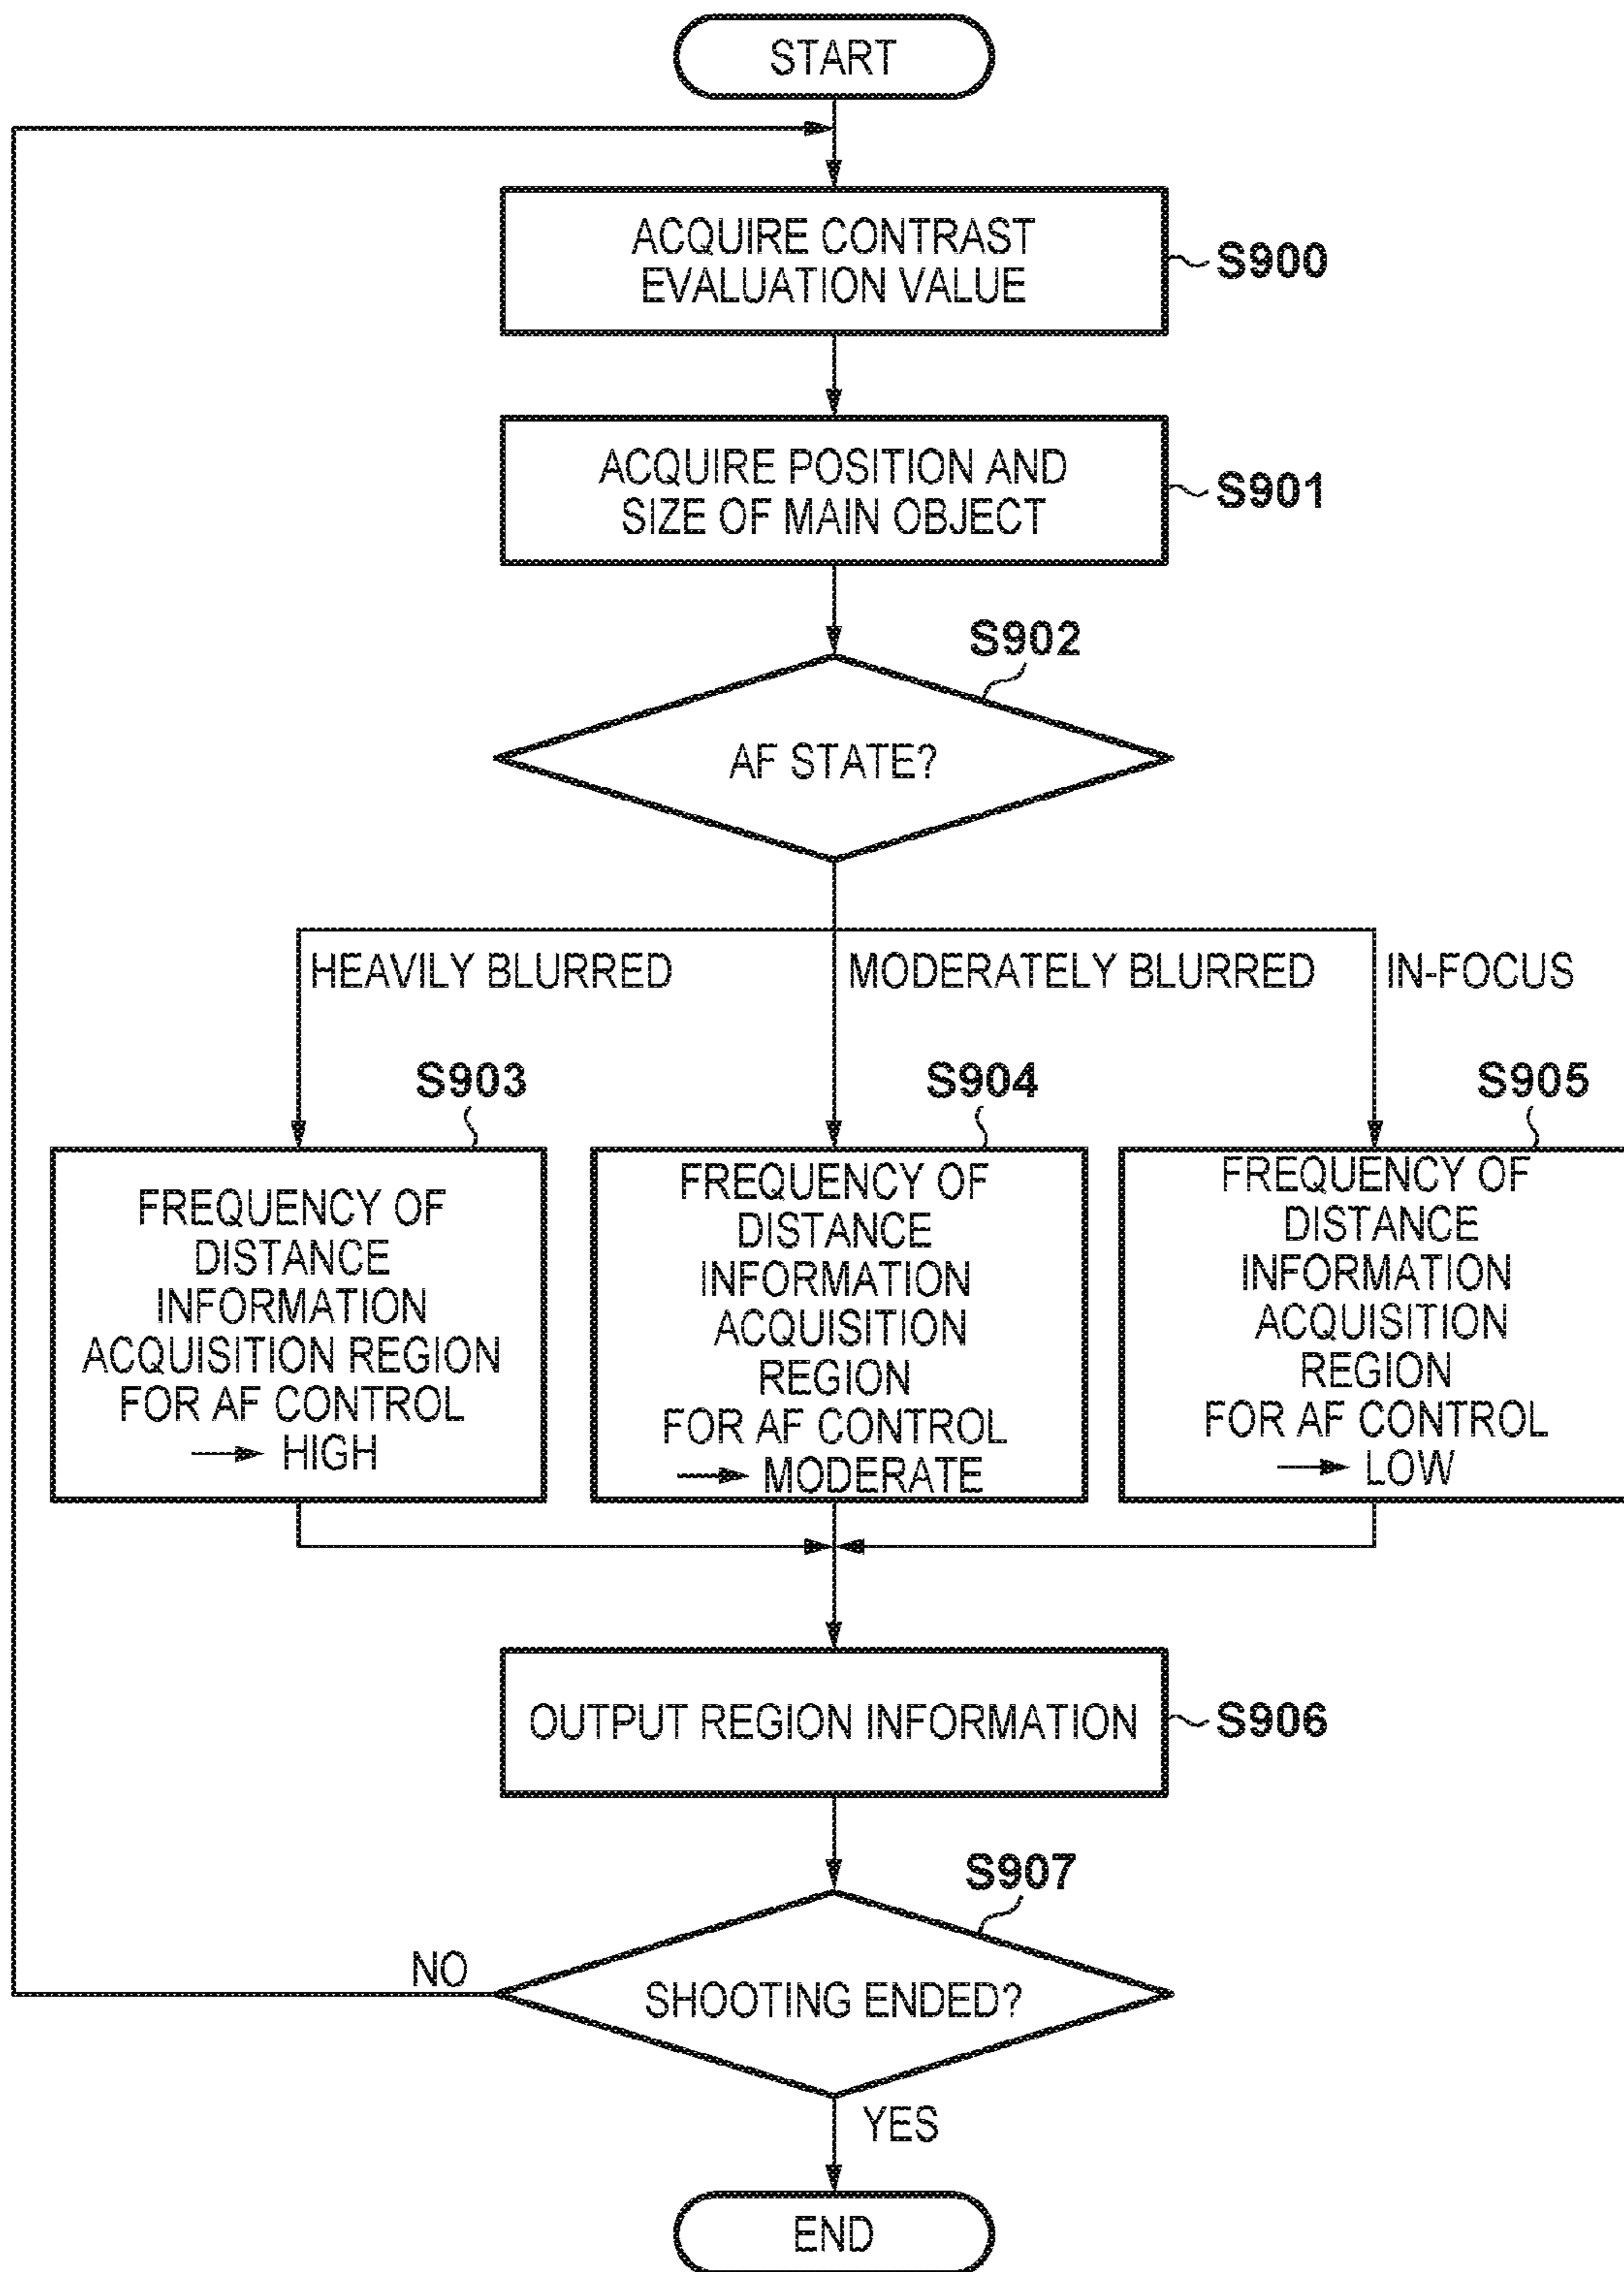 START
ACQUIRE CONTRAST
EVALUATION VALUE
S900
ACQUIRE POSITION AND
SIZE OF MAIN OBJECT
S901
S902
AF STATE?
HEAVILY BLURRED
MODERATELY BLURRED
IN-FOCUS
S903
FREQUENCY OF
DISTANCE
INFORMATION
ACQUISITION REGION
FOR AF CONTROL
→ HIGH
S904
FREQUENCY OF
DISTANCE
INFORMATION
ACQUISITION
REGION
FOR AF CONTROL
→ MODERATE
S905
FREQUENCY OF
DISTANCE
INFORMATION
ACQUISITION
REGION
FOR AF CONTROL
→ LOW
OUTPUT REGION INFORMATION
S906
S907
SHOOTING ENDED?
NO
YES
END